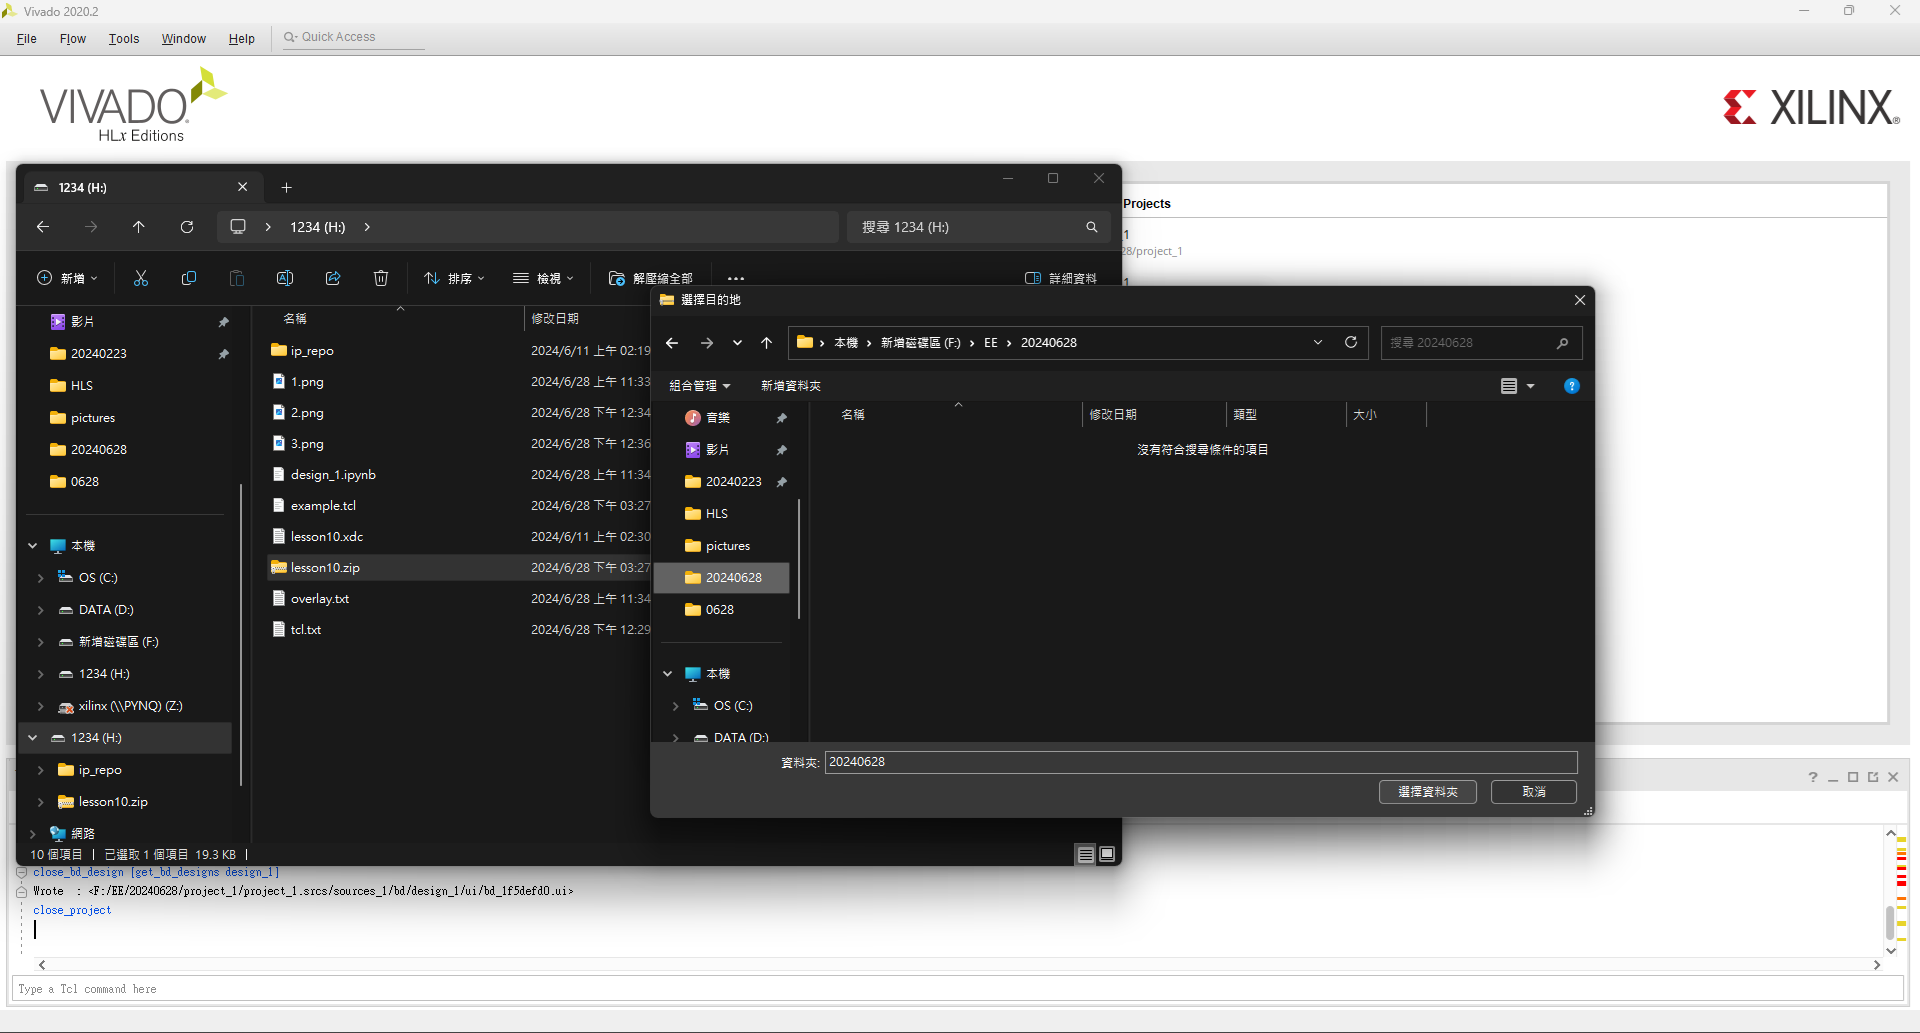 Vivado 2020.2
File Flow Tools Window Help Quick Access
VIVADO
HLx Editions
XILINX
1234 (H:)
1234 (H:)
搜尋 1234 (H:)
新增 排序 檢視 解壓縮全部 詳細資料
影片
20240223
HLS
pictures
20240628
0628
本機
OS (C:)
DATA (D:)
新增磁碟區 (F:)
1234 (H:)
xilinx (\\PYNQ) (Z:)
1234 (H:)
ip_repo
lesson10.zip
網路
名稱 修改日期
ip_repo 2024/6/11 上午 02:19
1.png 2024/6/28 上午 11:33
2.png 2024/6/28 下午 12:34
3.png 2024/6/28 下午 12:36
design_1.ipynb 2024/6/28 上午 11:34
example.tcl 2024/6/28 下午 03:27
lesson10.xdc 2024/6/11 上午 02:30
lesson10.zip 2024/6/28 下午 03:27
overlay.txt 2024/6/28 上午 11:34
tcl.txt 2024/6/28 下午 12:29
10 個項目 已選取 1 個項目 19.3 KB
Projects
_1
28/project_1
1
選擇目的地
本機 新增磁碟區 (F:) EE 20240628
搜尋 20240628
組合管理 新增資料夾
音樂
影片
20240223
HLS
pictures
20240628
0628
本機
OS (C:)
DATA (D:)
名稱 修改日期 類型 大小
沒有符合搜尋條件的項目
資料夾: 20240628
選擇資料夾 取消
close_bd_design [get_bd_designs design_1]
Wrote  : <F:/EE/20240628/project_1/project_1.srcs/sources_1/bd/design_1/ui/bd_1f5defd0.ui>
close_project
Type a Tcl command here